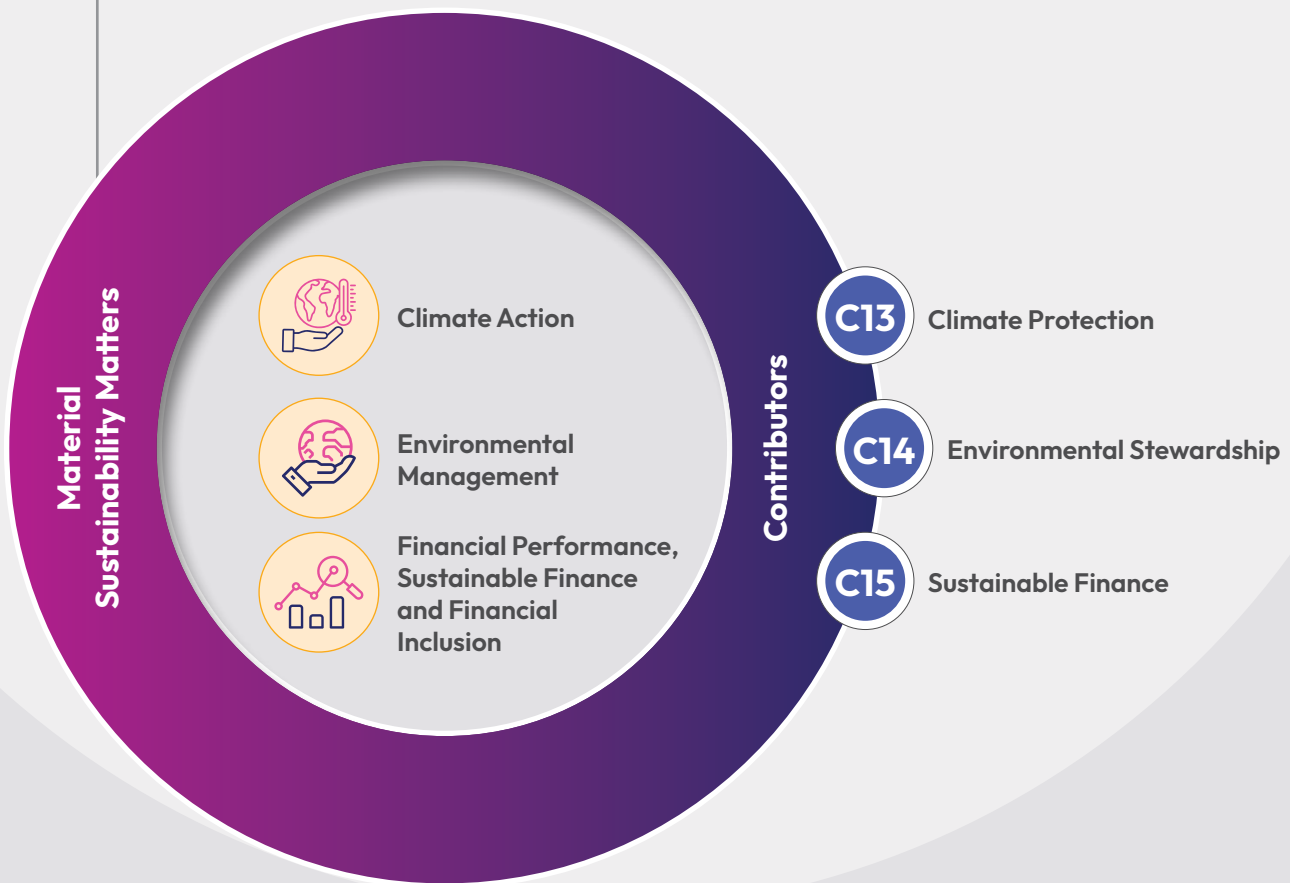 Material
Sustainability Matters
Climate Action
Environmental
Management
Financial Performance,
Sustainable Finance
and Financial
Inclusion
Contributors
C13
Climate Protection
C14
Environmental Stewardship
C15
Sustainable Finance